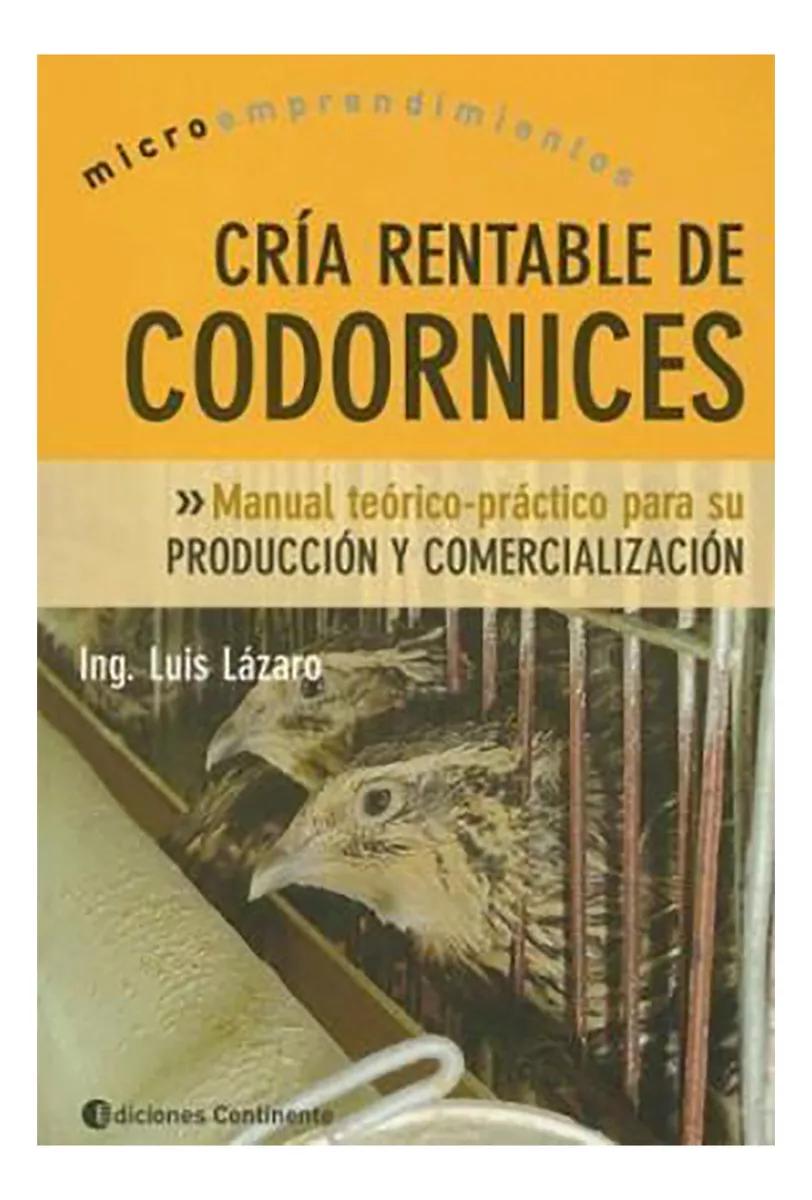 microemprendimientos
CRÍA RENTABLE DE
CODORNICES
» Manual teórico-práctico para su
PRODUCCIÓN Y COMERCIALIZACIÓN
Ing. Luis Lázaro
Ediciones Continente